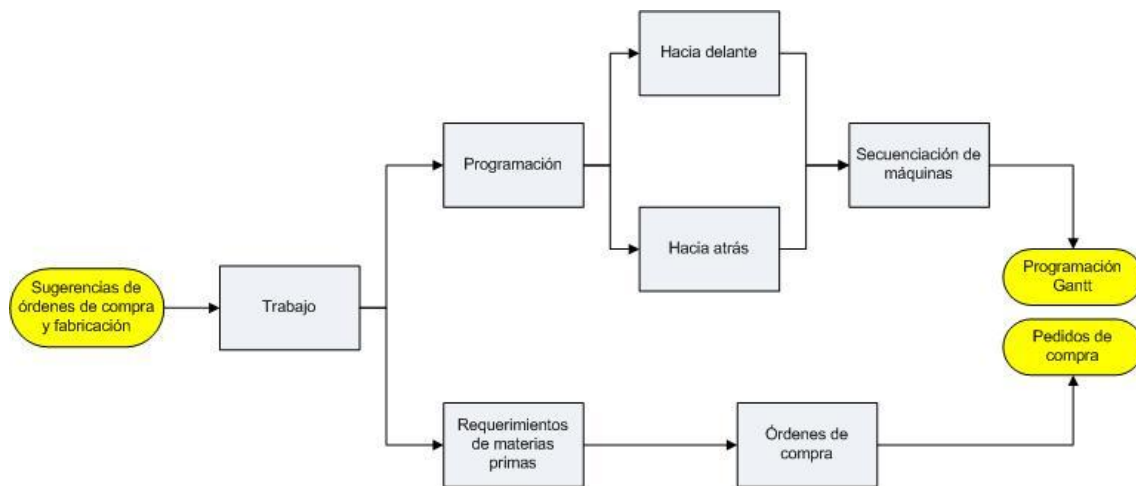 Hacia delante
Programación
Secuenciación de
máquinas
Hacia atrás
Programación
Gantt
Sugerencias de
órdenes de compra
y fabricación
Trabajo
Pedidos de
compra
Requerimientos
de materias
primas
Órdenes de
compra